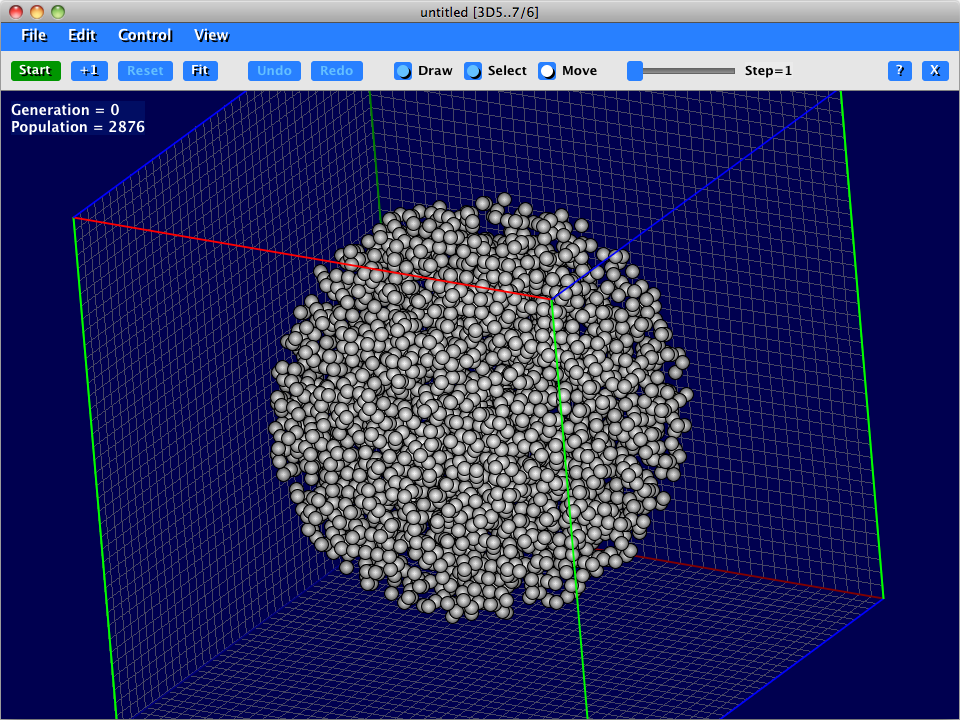 untitled [3D5..7/6]
File Edit Control View
Start +1 Reset Fit Undo Redo Draw Select Move Step=1 ? X
Generation = 0
Population = 2876